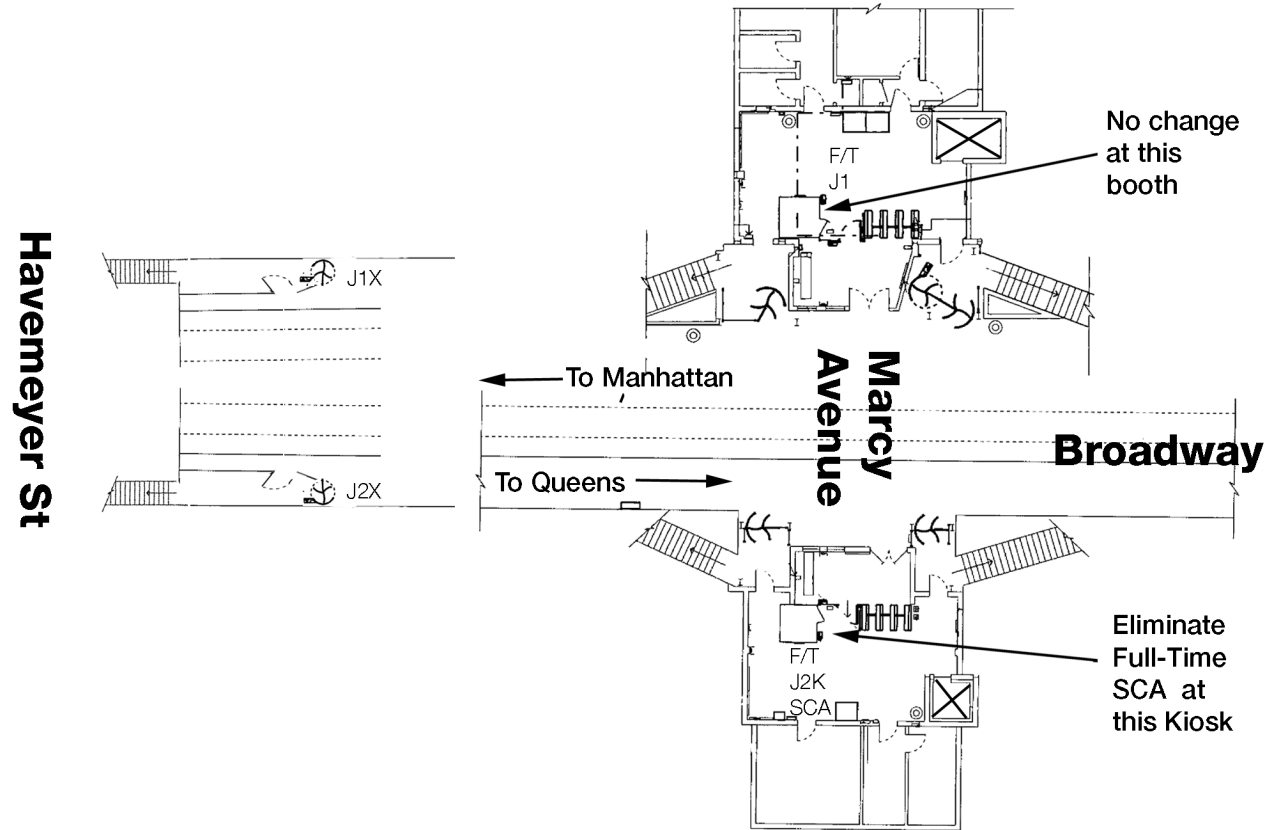 No change
at this
booth
F/T
J1
Havemeyer St
J1X
To Manhattan
Marcy
Avenue
Broadway
To Queens
J2X
F/T
J2K
SCA
Eliminate
Full-Time
SCA at
this Kiosk